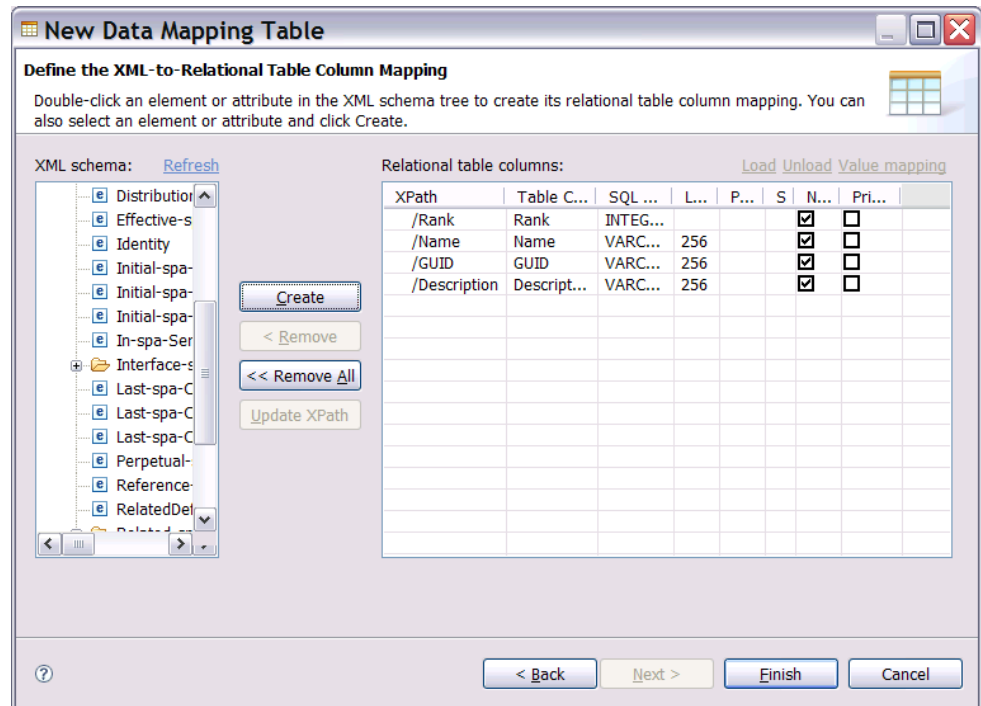 New Data Mapping Table
Define the XML-to-Relational Table Column Mapping
Double-click an element or attribute in the XML schema tree to create its relational table column mapping. You can
also select an element or attribute and click Create.
XML schema: Refresh
Distribution
Effective-s
Identity
Initial-spa-
Initial-spa-
Initial-spa-
In-spa-Ser
Interface-s
Last-spa-C
Last-spa-C
Last-spa-C
Perpetual-
Reference-
RelatedDef
Create
< Remove
<< Remove All
Update XPath
Relational table columns: Load Unload Value mapping
XPath Table C... SQL ... L... P... S N... Pri...
/Rank Rank INTEG...
/Name Name VARC... 256
/GUID GUID VARC... 256
/Description Descript... VARC... 256
< Back Next > Finish Cancel